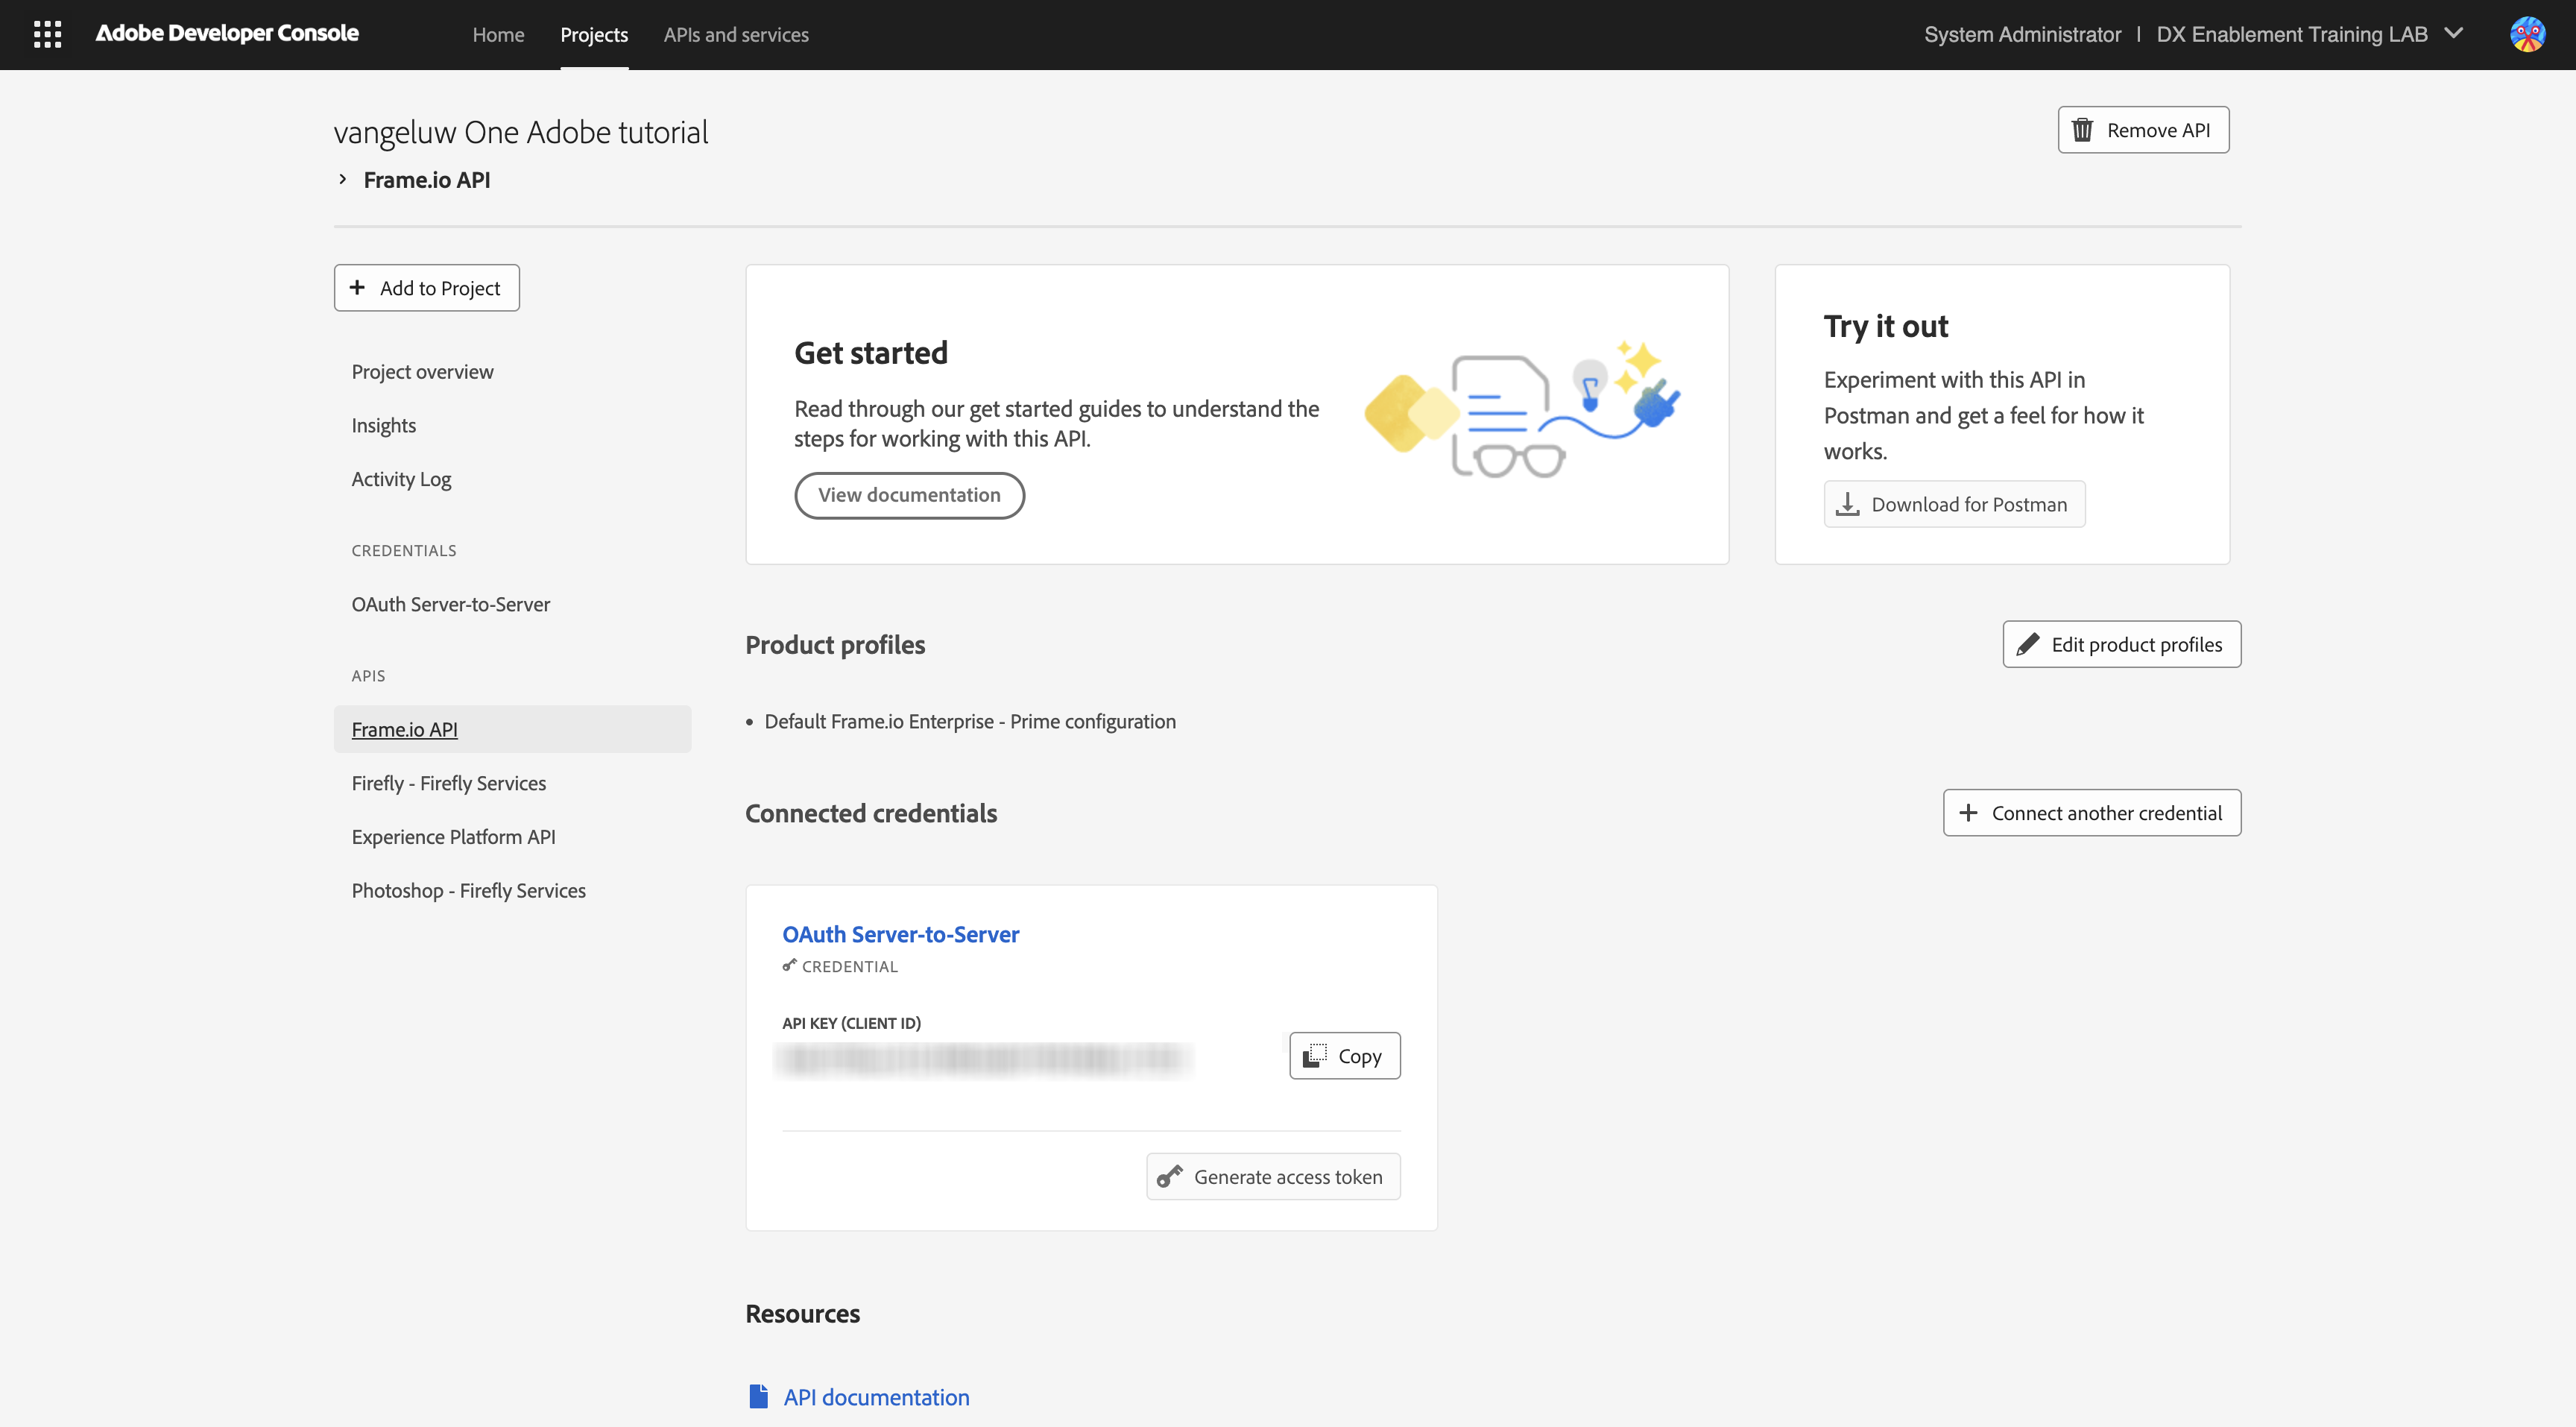 Adobe Developer Console
Home
Projects
APIs and services
System Administrator | DX Enablement Training LAB
vangeluw One Adobe tutorial
Remove API
Frame.io API
Add to Project
Project overview
Insights
Activity Log
CREDENTIALS
OAuth Server-to-Server
APIS
Frame.io API
Firefly - Firefly Services
Experience Platform API
Photoshop - Firefly Services
Get started
Read through our get started guides to understand the
steps for working with this API.
View documentation
Try it out
Experiment with this API in
Postman and get a feel for how it
works.
Download for Postman
Product profiles
Edit product profiles
• Default Frame.io Enterprise - Prime configuration
Connected credentials
Connect another credential
OAuth Server-to-Server
CREDENTIAL
API KEY (CLIENT ID)
Copy
Generate access token
Resources
API documentation